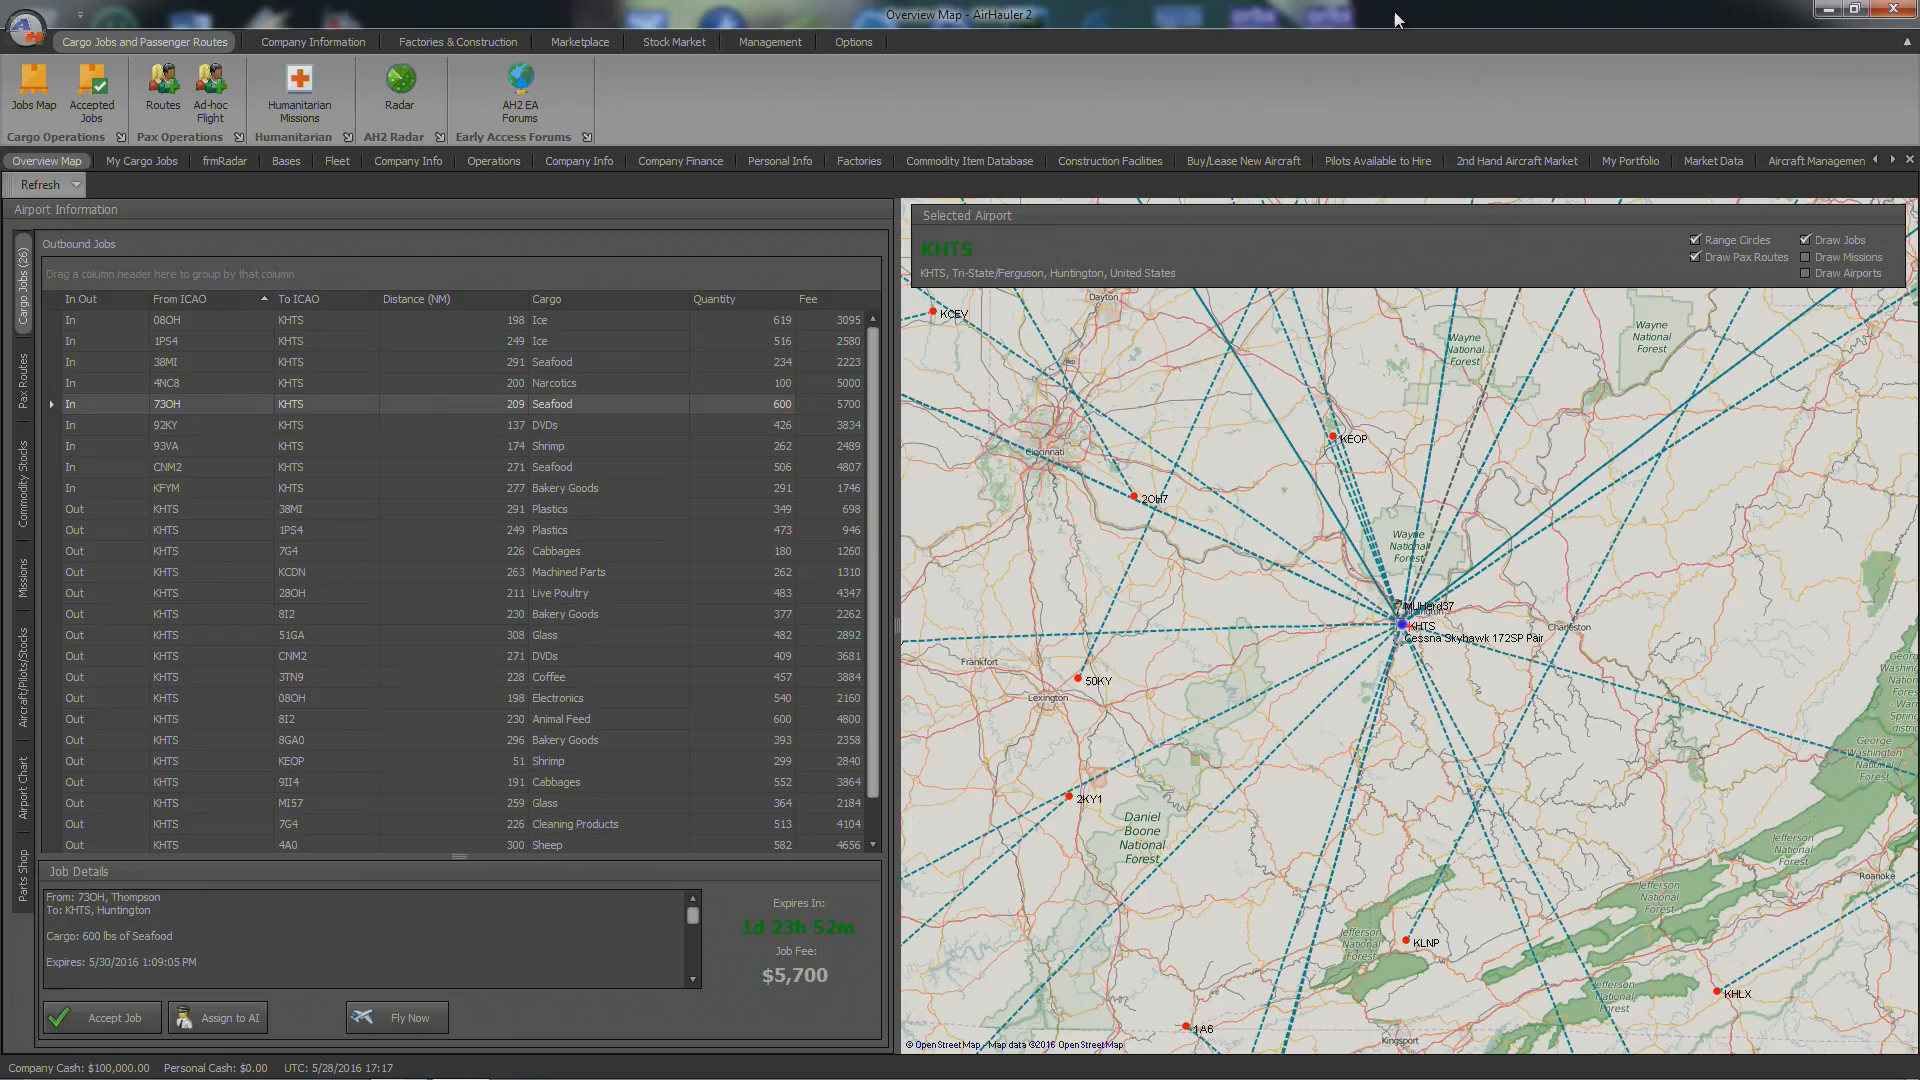 Overview Map - AirHauler 2
Cargo Jobs and Passenger Routes Company Information Factories & Construction Marketplace Stock Market Management Options
Jobs Map Accepted Jobs Routes Ad-hoc Flight Humanitarian Missions Radar AH2 EA Forums
Cargo Operations Pax Operations Humanitarian AH2 Radar Early Access Forums
Overview Map My Cargo Jobs frmRadar Bases Fleet Company Info Operations Company Info Company Finance Personal Info Factories Commodity Item Database Construction Facilities Buy/Lease New Aircraft Pilots Available to Hire 2nd Hand Aircraft Market My Portfolio Market Data Aircraft Managemen
Refresh
Airport Information
Cargo Jobs (26)
Pax Routes
Commodity Stocks
Missions
Aircraft/Pilots/Stocks
Airport Chart
Parts Shop
Outbound Jobs
Drag a column header here to group by that column
In Out From ICAO To ICAO Distance (NM) Cargo Quantity Fee
In 08OH KHTS 198 Ice 619 3095
In 1PS4 KHTS 249 Ice 516 2580
In 38MI KHTS 291 Seafood 234 2223
In 4NC8 KHTS 200 Narcotics 100 5000
In 73OH KHTS 209 Seafood 600 5700
In 92KY KHTS 137 DVDs 426 3834
In 93VA KHTS 174 Shrimp 262 2489
In CNM2 KHTS 271 Seafood 506 4807
In KFYM KHTS 277 Bakery Goods 291 1746
Out KHTS 38MI 291 Plastics 349 698
Out KHTS 1PS4 249 Plastics 473 946
Out KHTS 7G4 226 Cabbages 180 1260
Out KHTS KCDN 263 Machined Parts 262 1310
Out KHTS 28OH 211 Live Poultry 483 4347
Out KHTS 8I2 230 Bakery Goods 377 2262
Out KHTS 51GA 308 Glass 482 2892
Out KHTS CNM2 271 DVDs 409 3681
Out KHTS 3TN9 228 Coffee 457 3884
Out KHTS 08OH 198 Electronics 540 2160
Out KHTS 8I2 230 Animal Feed 600 4800
Out KHTS 8GA0 296 Bakery Goods 393 2358
Out KHTS KEOP 51 Shrimp 299 2840
Out KHTS 9II4 191 Cabbages 552 3864
Out KHTS MI57 259 Glass 364 2184
Out KHTS 7G4 226 Cleaning Products 513 4104
Out KHTS 4A0 300 Sheep 582 4656
Job Details
From: 73OH, Thompson
To: KHTS, Huntington
Cargo: 600 lbs of Seafood
Expires: 5/30/2016 1:09:05 PM
Expires In:
1d 23h 52m
Job Fee:
$5,700
Accept Job Assign to AI Fly Now
Selected Airport
KHTS
KHTS, Tri-State/Ferguson, Huntington, United States
Range Circles Draw Jobs
Draw Pax Routes Draw Missions
Draw Airports
Dayton
KCEV
Wayne National Forest
Wayne National Forest
KEOP
Cincinnati
2OH7
Wayne National Forest
MUHerd37
KHTS
Cessna Skyhawk 172SP Pair
Charleston
Frankfort
50KY
Lexington
George Washington National Forest
2KY1
Daniel Boone National Forest
Jefferson National Forest
Roanoke
Jefferson National Forest
Jefferson National Forest
KLNP
Jefferson National Forest
KHLX
1A6
Kingsport
© OpenStreetMap - Map data ©2016 OpenStreetMap
Company Cash: $100,000.00 Personal Cash: $0.00 UTC: 5/28/2016 17:17